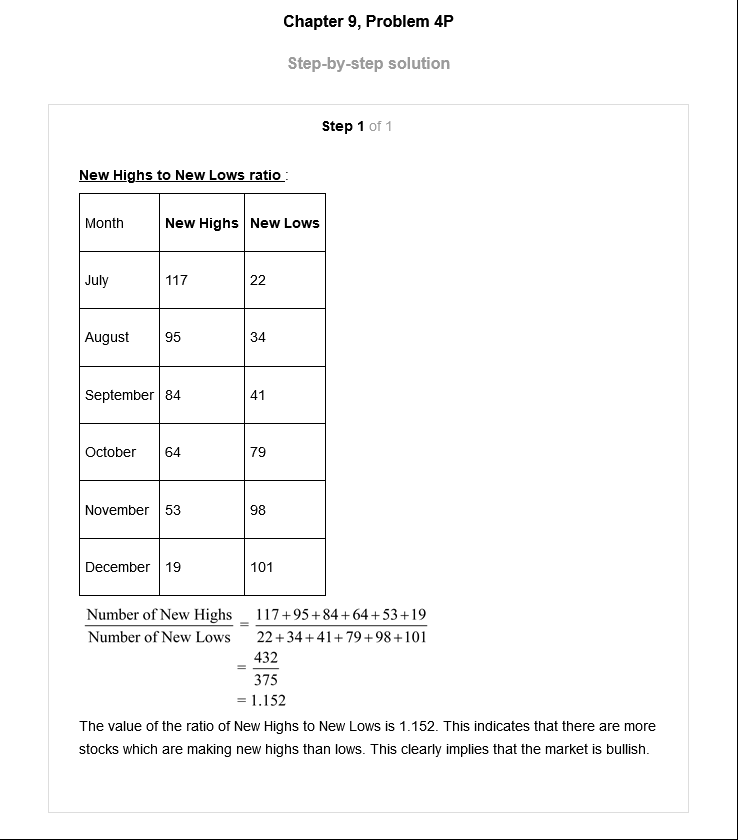 Chapter 9, Problem 4P
Step-by-step solution
Step 1 of 1
New Highs to New Lows ratio :
Month New Highs New Lows
July 117 22
August 95 34
September 84 41
October 64 79
November 53 98
December 19 101
Number of New Highs / Number of New Lows = 117+95+84+64+53+19 / 22+34+41+79+98+101
= 432 / 375
= 1.152
The value of the ratio of New Highs to New Lows is 1.152. This indicates that there are more
stocks which are making new highs than lows. This clearly implies that the market is bullish.